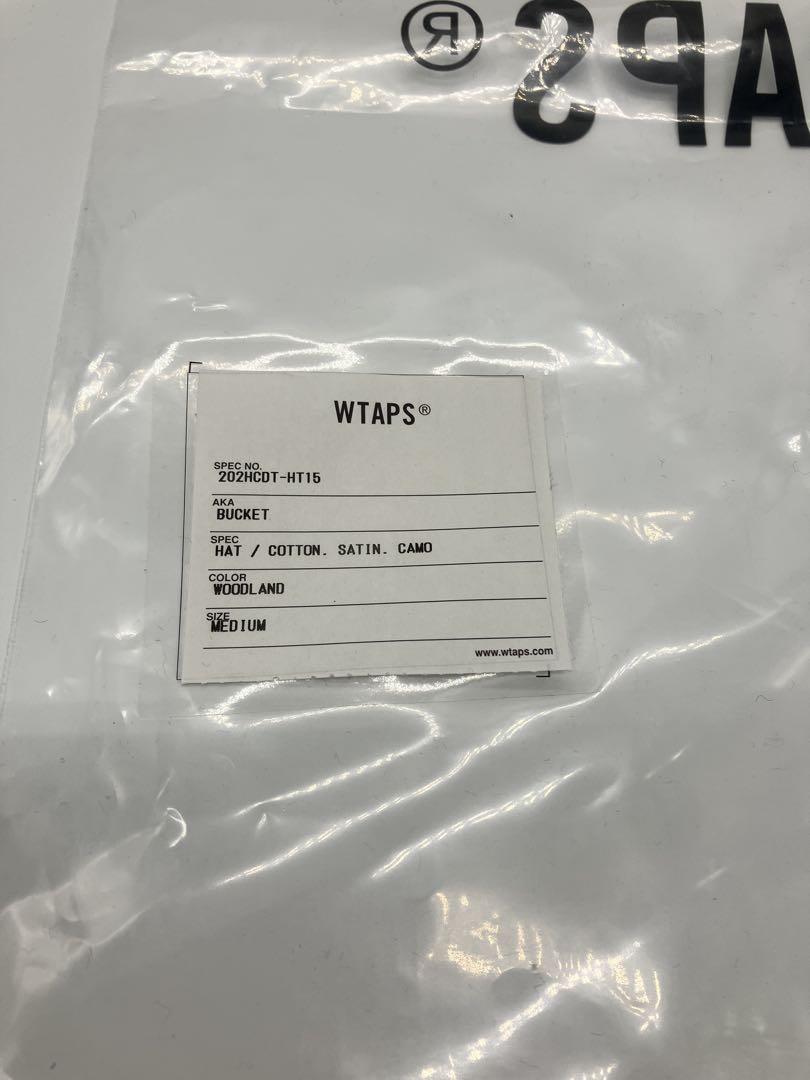 WTAPS®
WTAPS®
SPEC NO.
202HCDT-HT15
AKA
BUCKET
SPEC
HAT / COTTON. SATIN. CAMO
COLOR
WOODLAND
SIZE
MEDIUM
www.wtaps.com